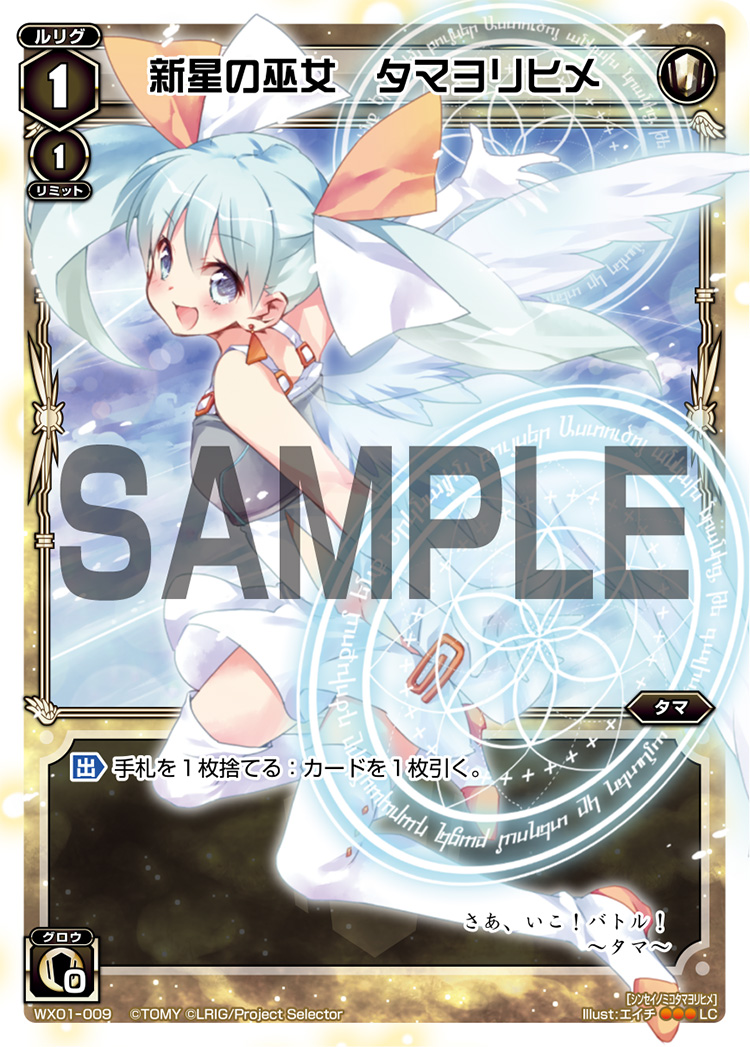 ルリグ
1
新星の巫女　タマヨリヒメ
1
リミット
SAMPLE
タマ
出 手札を１枚捨てる：カードを１枚引く。
さあ、いこ！バトル！
～タマ～
グロウ
0
[シンセイノミコタマヨリヒメ]
WX01-009 ©TOMY ©LRIG/Project Selector
Illust:エイチ LC